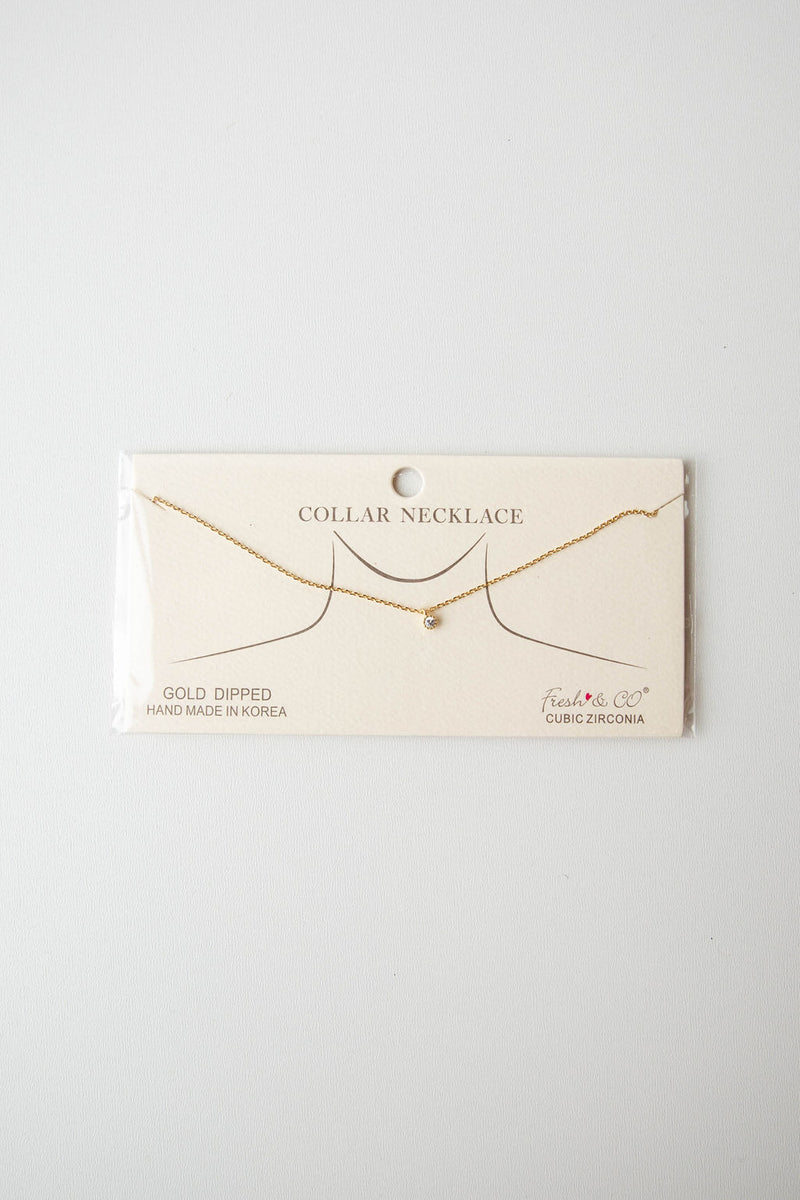 COLLAR NECKLACE
GOLD DIPPED
HAND MADE IN KOREA
Fresh & CO®
CUBIC ZIRCONIA